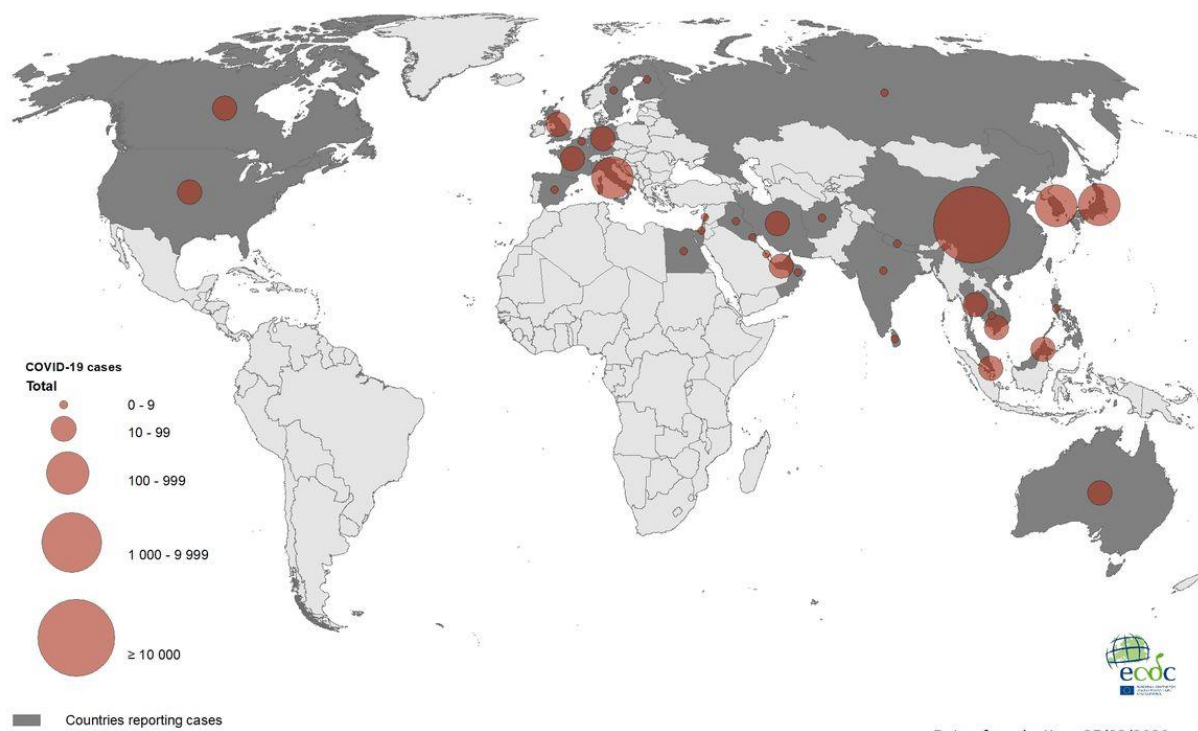 COVID-19 cases
Total
0 - 9
10 - 99
100 - 999
1 000 - 9 999
≥ 10 000
Countries reporting cases
ecdc